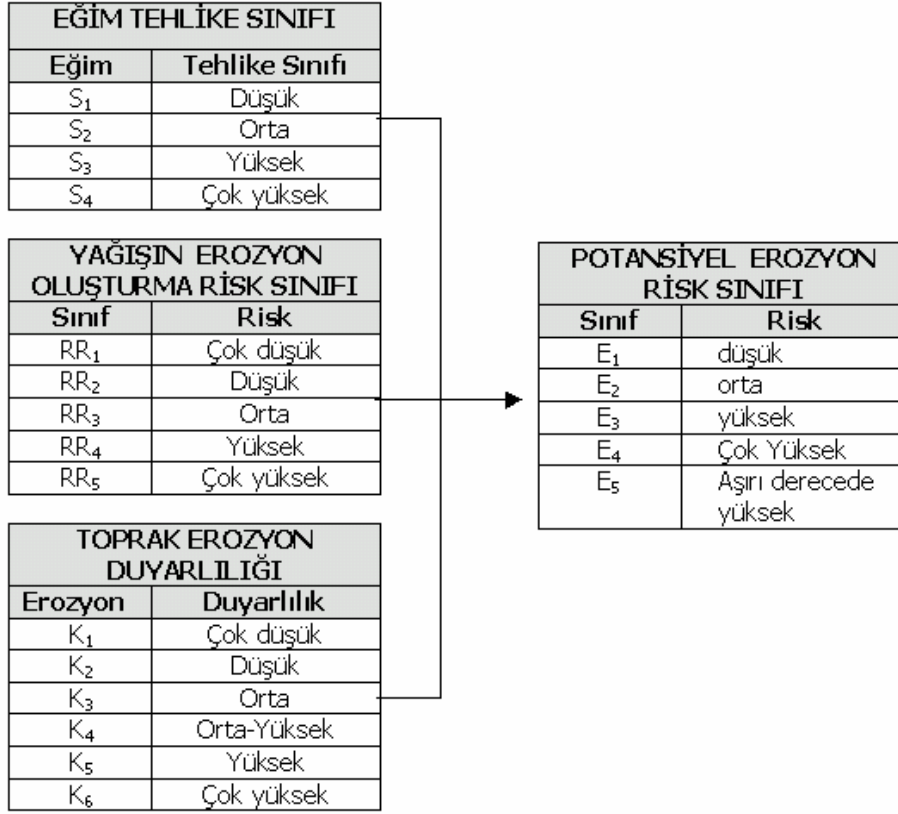 EĞİM TEHLİKE SINIFI
Eğim Tehlike Sınıfı
S₁ Düşük
S₂ Orta
S₃ Yüksek
S₄ Çok yüksek
YAĞIŞIN EROZYON
OLUŞTURMA RİSK SINIFI
Sınıf Risk
RR₁ Çok düşük
RR₂ Düşük
RR₃ Orta
RR₄ Yüksek
RR₅ Çok yüksek
TOPRAK EROZYON
DUYARLILIĞI
Erozyon Duyarlılık
K₁ Çok düşük
K₂ Düşük
K₃ Orta
K₄ Orta-Yüksek
K₅ Yüksek
K₆ Çok yüksek
POTANSİYEL EROZYON
RİSK SINIFI
Sınıf Risk
E₁ düşük
E₂ orta
E₃ yüksek
E₄ Çok Yüksek
E₅ Aşırı derecede
yüksek